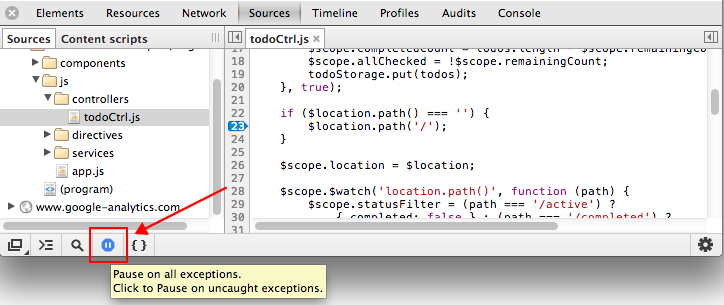 Elements Resources Network Sources Timeline Profiles Audits Console
Sources Content scripts
todoCtrl.js ×
components
js
controllers
todoCtrl.js
directives
services
app.js
(program)
www.google-analytics.com
17 $scope.completedCount = todos.length - $scope.remainingCo
18 $scope.allChecked = !$scope.remainingCount;
19 todoStorage.put(todos);
20 }, true);
21
22 if ($location.path() === '') {
23 $location.path('/');
24 }
25
26 $scope.location = $location;
27
28 $scope.$watch('location.path()', function (path) {
29 $scope.statusFilter = (path === '/active') ?
30 { completed: false } : (path === '/completed') ?
31
{ }
Pause on all exceptions.
Click to Pause on uncaught exceptions.